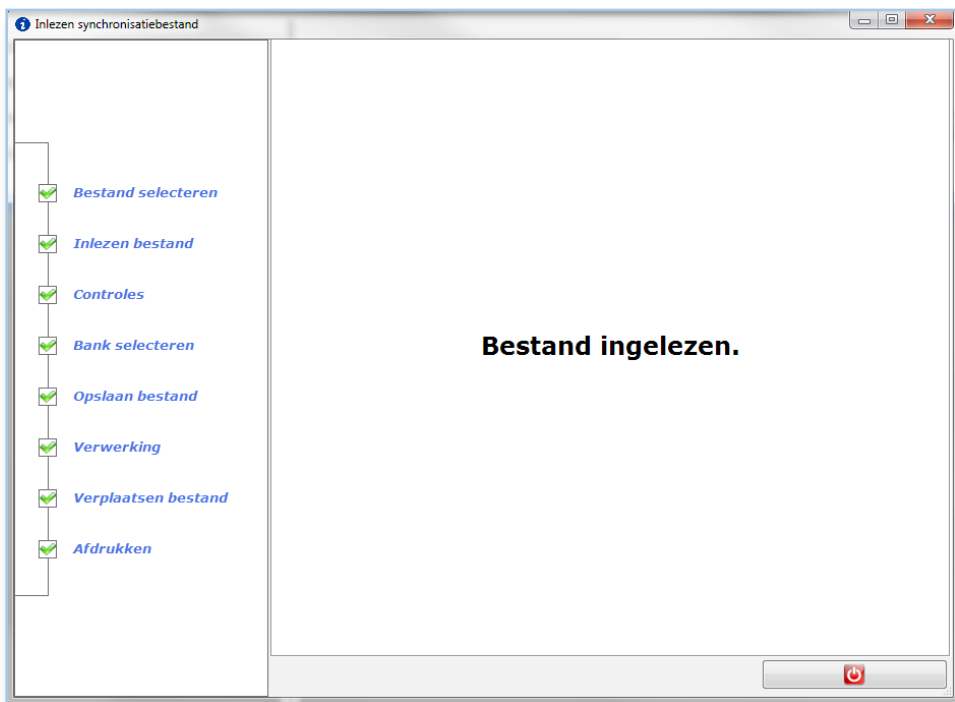 Inlezen synchronisatiebestand
Bestand selecteren
Inlezen bestand
Controles
Bank selecteren
Opslaan bestand
Verwerking
Verplaatsen bestand
Afdrukken
Bestand ingelezen.